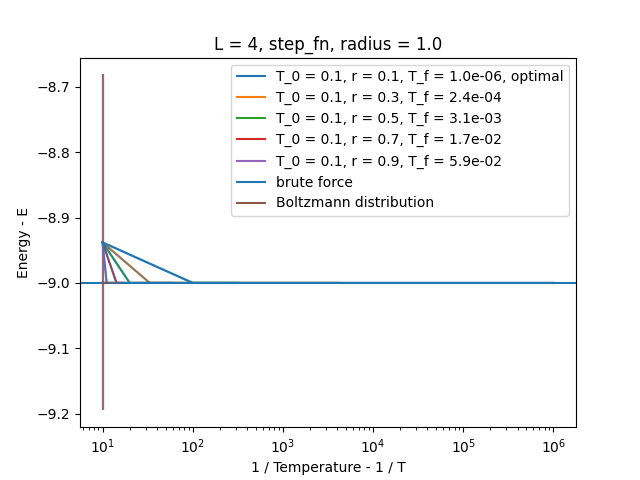 L = 4, step_fn, radius = 1.0
T_0 = 0.1, r = 0.1, T_f = 1.0e-06, optimal
T_0 = 0.1, r = 0.3, T_f = 2.4e-04
T_0 = 0.1, r = 0.5, T_f = 3.1e-03
T_0 = 0.1, r = 0.7, T_f = 1.7e-02
T_0 = 0.1, r = 0.9, T_f = 5.9e-02
brute force
Boltzmann distribution
Energy - E
−8.7
−8.8
−8.9
−9.0
−9.1
−9.2
10¹ 10² 10³ 10⁴ 10⁵ 10⁶
1 / Temperature - 1 / T